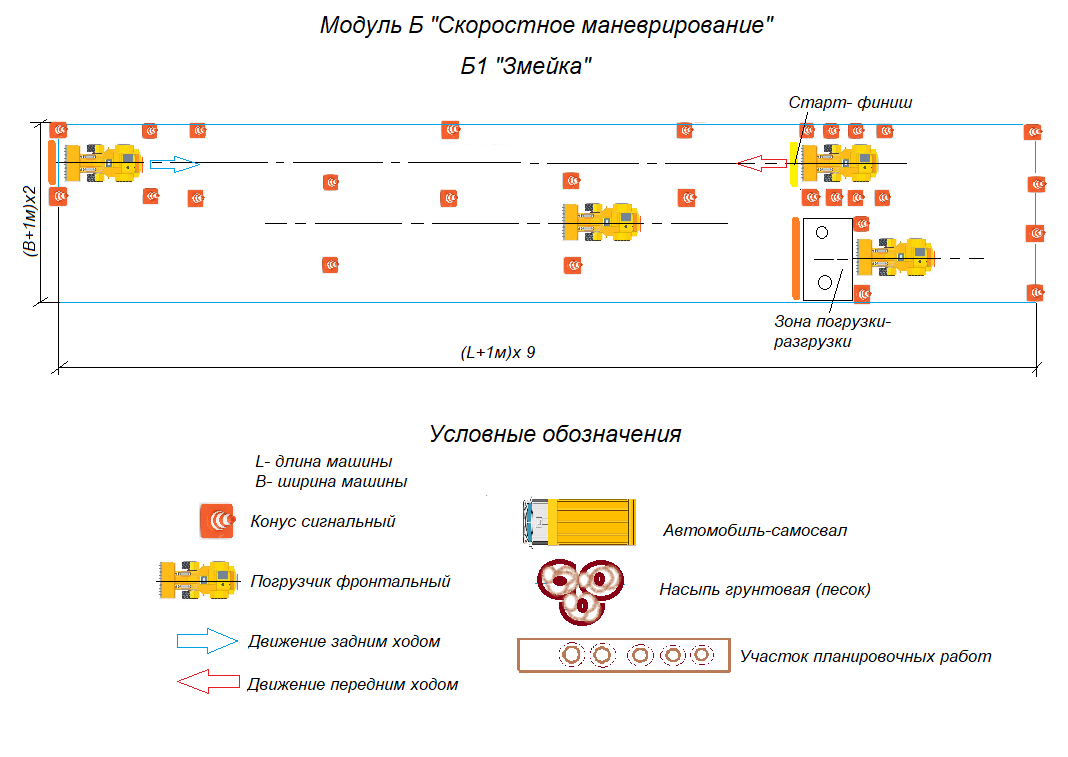 Модуль Б "Скоростное маневрирование"
Б1 "Змейка"
Старт- финиш
(В+1м)х2
Зона погрузки-
разгрузки
(L+1м)х 9
Условные обозначения
L- длина машины
В- ширина машины
Конус сигнальный
Автомобиль-самосвал
Погрузчик фронтальный
Насыпь грунтовая (песок)
Движение задним ходом
Участок планировочных работ
Движение передним ходом